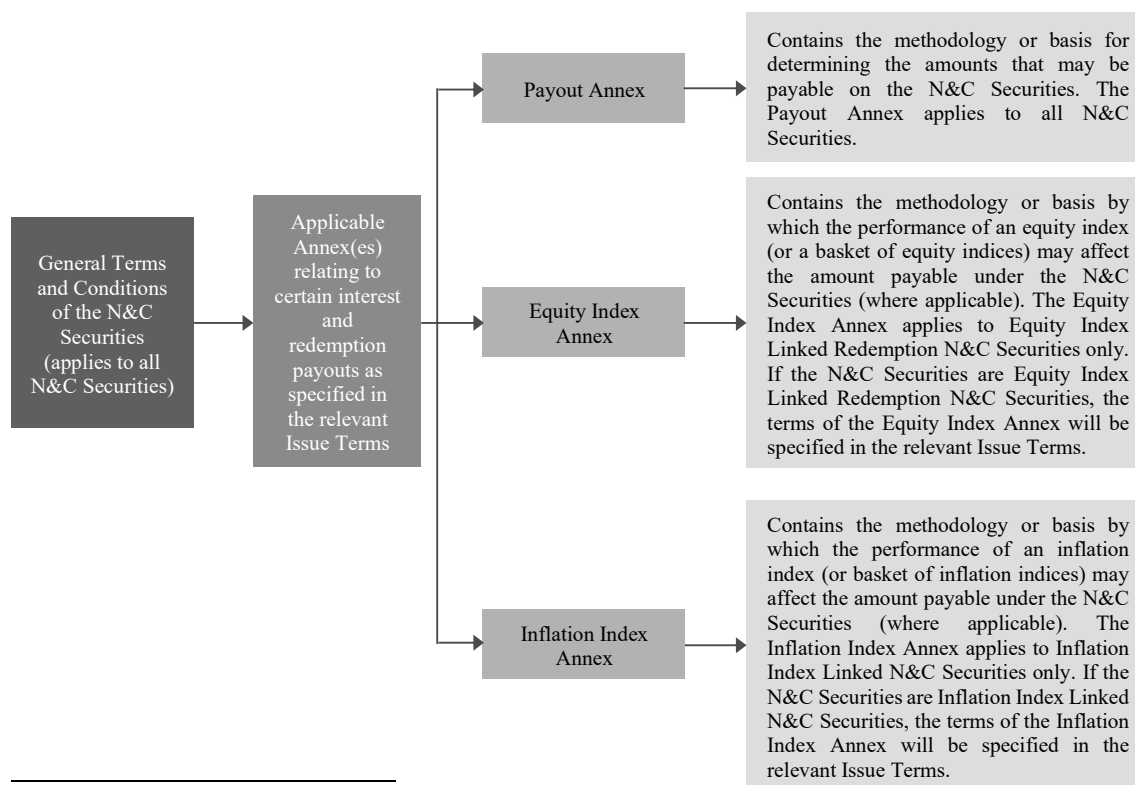 General Terms
and Conditions
of the N&C
Securities
(applies to all
N&C Securities)
Applicable
Annex(es)
relating to
certain interest
and
redemption
payouts as
specified in
the relevant
Issue Terms
Payout Annex
Contains the methodology or basis for
determining the amounts that may be
payable on the N&C Securities. The
Payout Annex applies to all N&C
Securities.
Equity Index
Annex
Contains the methodology or basis by
which the performance of an equity index
(or a basket of equity indices) may affect
the amount payable under the N&C
Securities (where applicable). The Equity
Index Annex applies to Equity Index
Linked Redemption N&C Securities only.
If the N&C Securities are Equity Index
Linked Redemption N&C Securities, the
terms of the Equity Index Annex will be
specified in the relevant Issue Terms.
Inflation Index
Annex
Contains the methodology or basis by
which the performance of an inflation
index (or basket of inflation indices) may
affect the amount payable under the N&C
Securities (where applicable). The
Inflation Index Annex applies to Inflation
Index Linked N&C Securities only. If the
N&C Securities are Inflation Index Linked
N&C Securities, the terms of the Inflation
Index Annex will be specified in the
relevant Issue Terms.